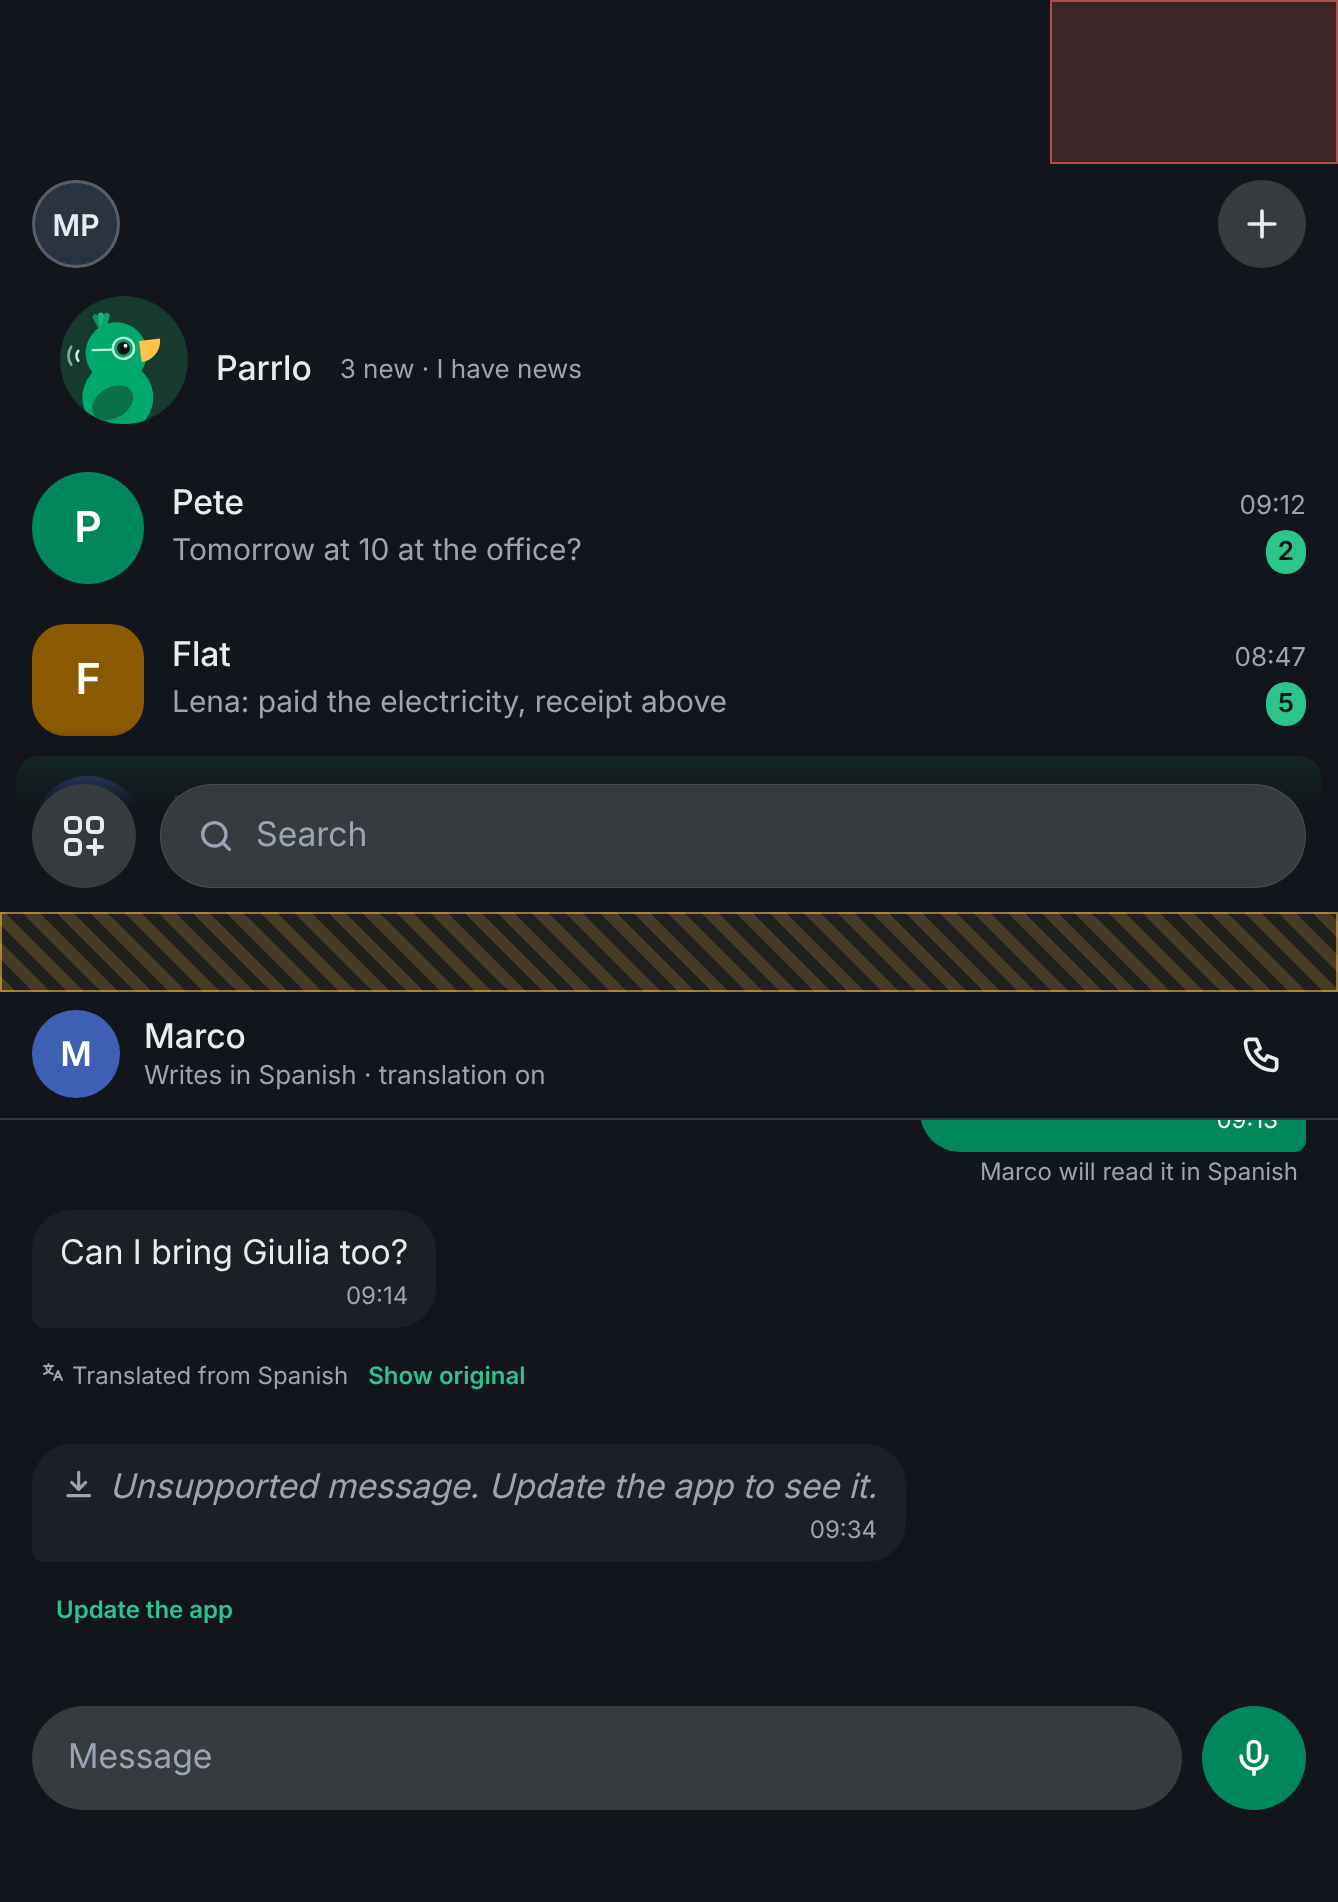 MP
Parrlo 3 new · I have news
Pete 09:12
Tomorrow at 10 at the office? 2
Flat 08:47
Lena: paid the electricity, receipt above 5
Search
Marco
Writes in Spanish · translation on
Marco will read it in Spanish
Can I bring Giulia too?
09:14
Translated from Spanish Show original
Unsupported message. Update the app to see it.
09:34
Update the app
Message
P
F
M